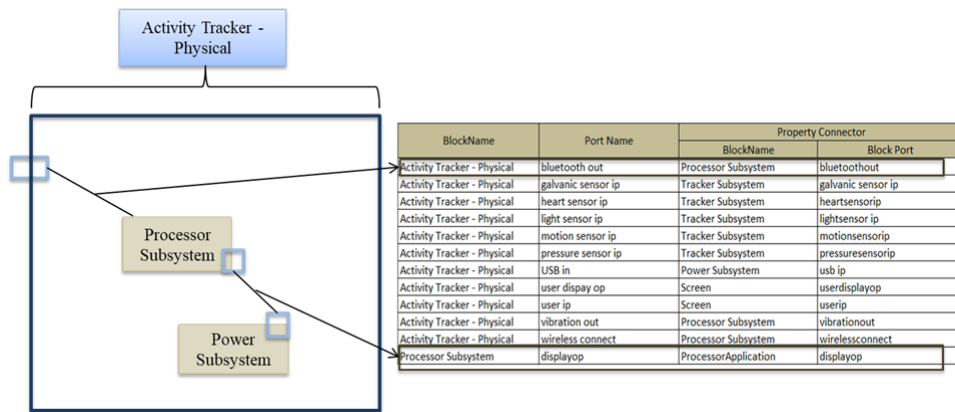 Activity Tracker -
Physical
Processor
Subsystem
Power
Subsystem
BlockName Port Name Property Connector
BlockName Block Port
Activity Tracker - Physical bluetooth out Processor Subsystem bluetoothout
Activity Tracker - Physical galvanic sensor ip Tracker Subsystem galvanic sensor ip
Activity Tracker - Physical heart sensor ip Tracker Subsystem heartsensorip
Activity Tracker - Physical light sensor ip Tracker Subsystem lightsensor ip
Activity Tracker - Physical motion sensor ip Tracker Subsystem motionsensorip
Activity Tracker - Physical pressure sensor ip Tracker Subsystem pressuresensorip
Activity Tracker - Physical USB in Power Subsystem usb ip
Activity Tracker - Physical user dispay op Screen userdisplayop
Activity Tracker - Physical user ip Screen userip
Activity Tracker - Physical vibration out Processor Subsystem vibrationout
Activity Tracker - Physical wireless connect Processor Subsystem wirelessconnect
Processor Subsystem displayop ProcessorApplication displayop